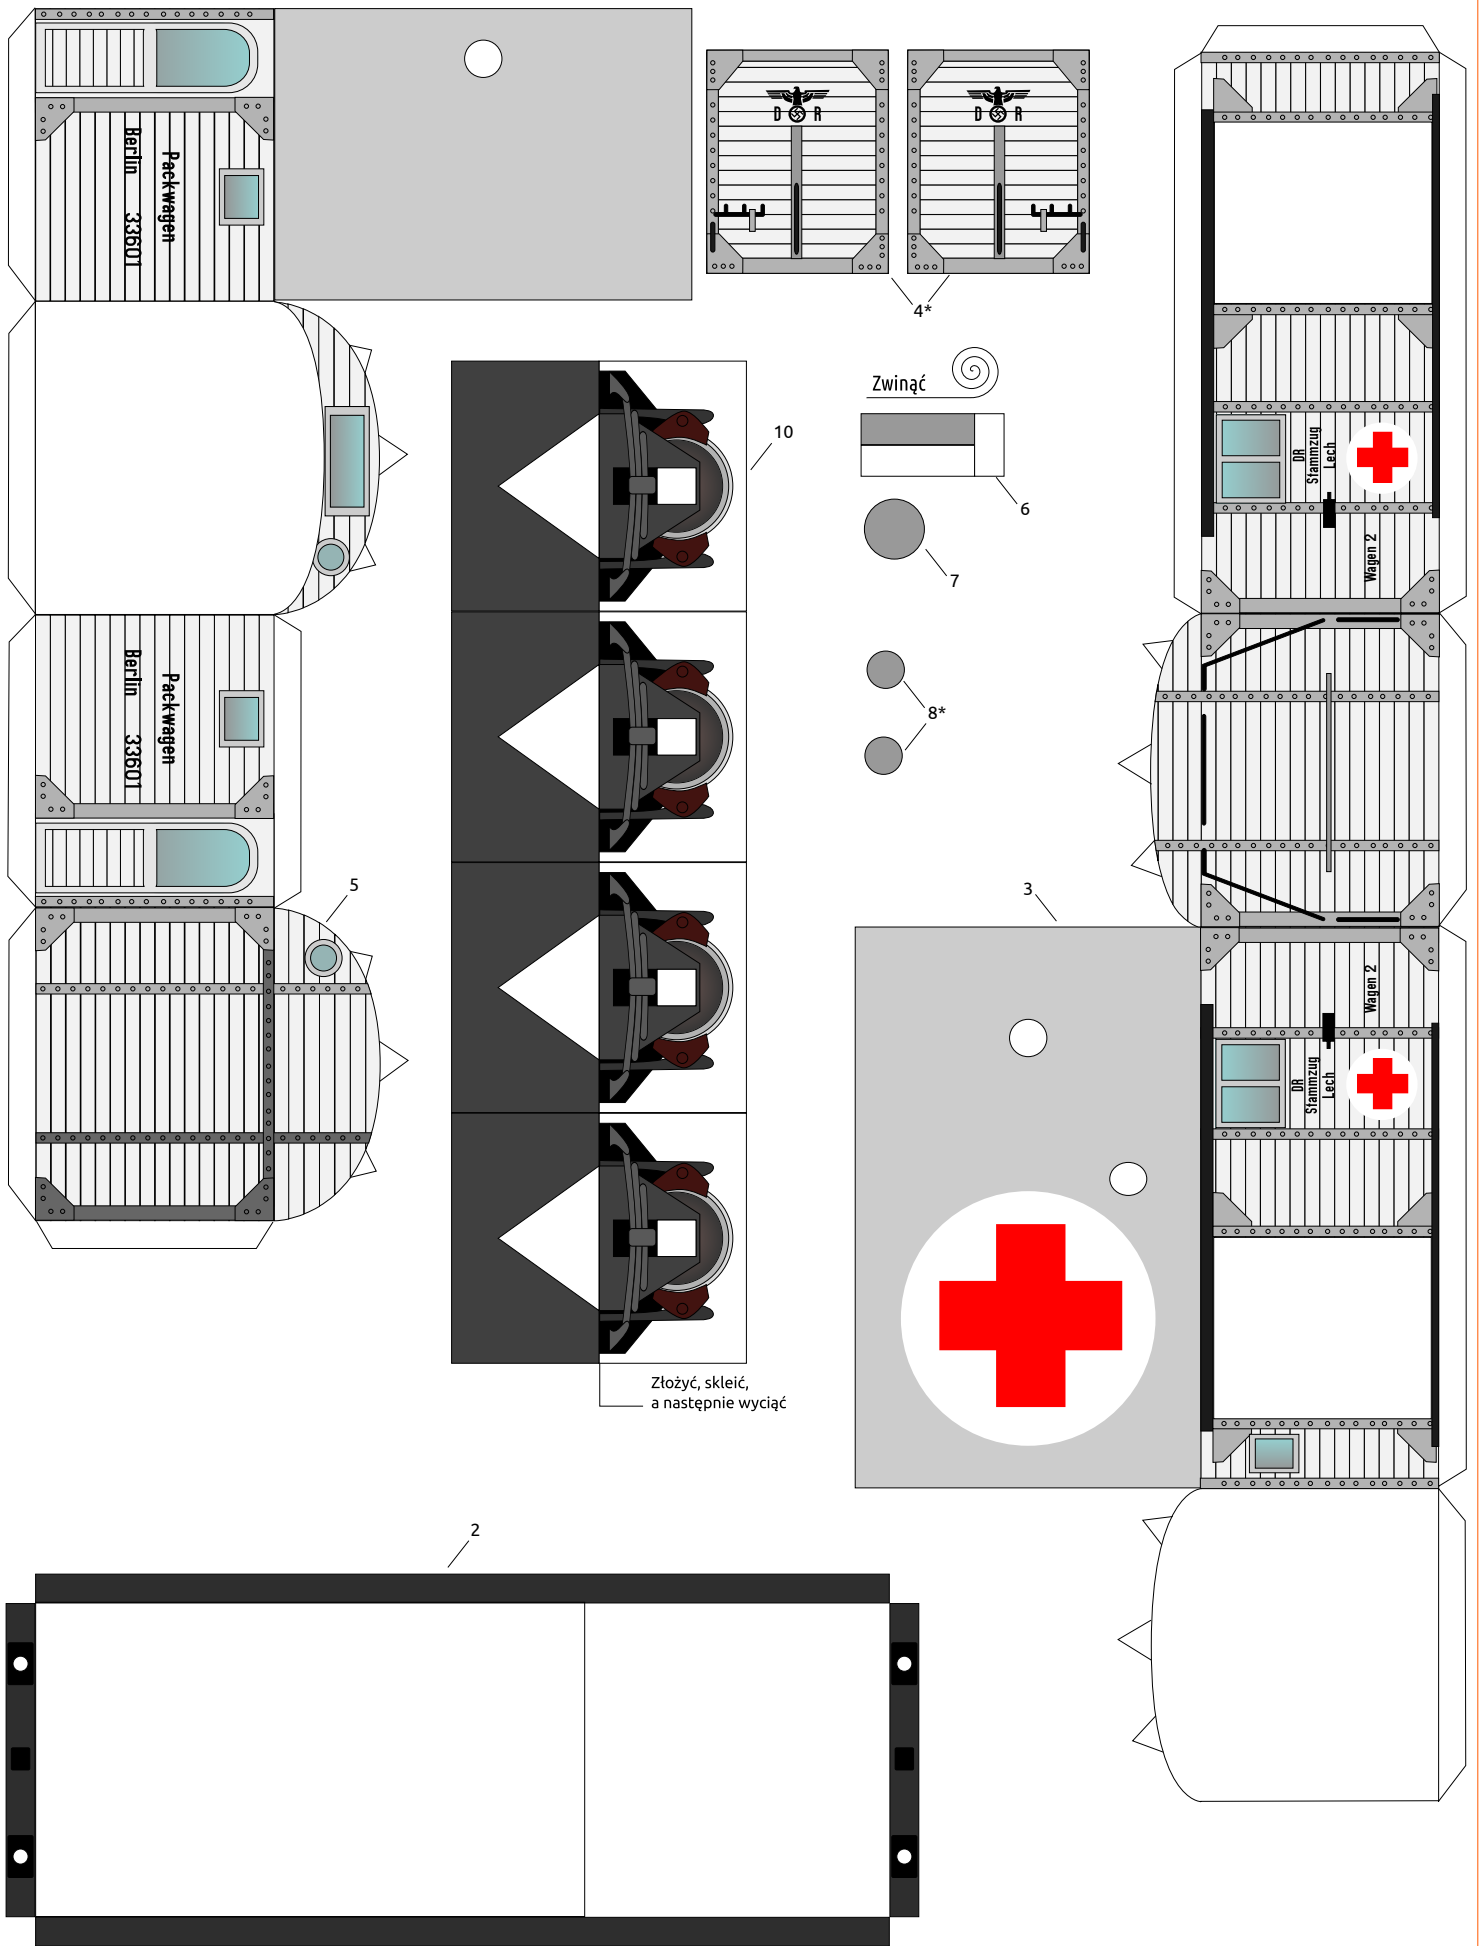 Berlin 33601
Packwagen
D R
D R
4*
Zwinąć
10
6
7
DR
Stammzug
Lech
Wagen 2
Berlin 33601
Packwagen
8*
5
3
Wagen 2
DR
Stammzug
Lech
Złożyć, skleić,
a następnie wyciąć
2